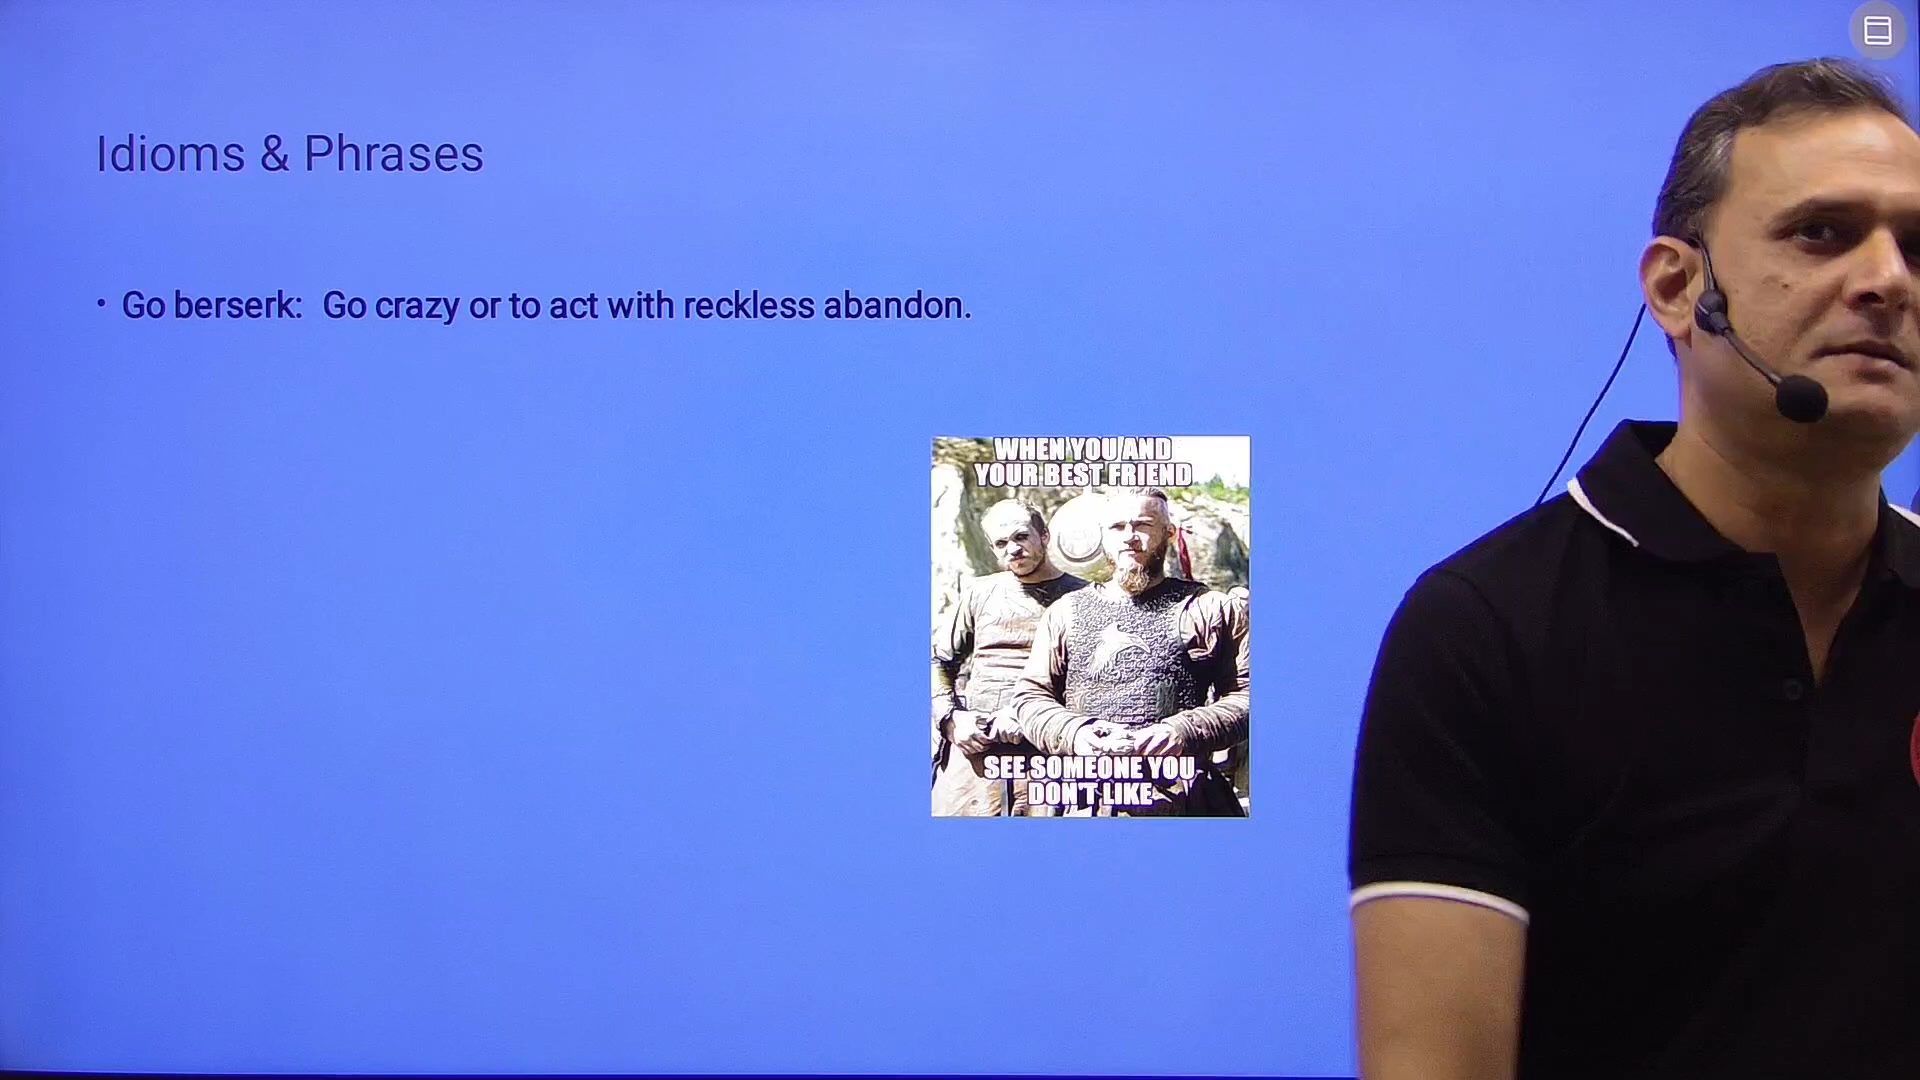 Idioms & Phrases
• Go berserk: Go crazy or to act with reckless abandon.
WHEN YOU AND
YOUR BEST FRIEND
SEE SOMEONE YOU
DON'T LIKE